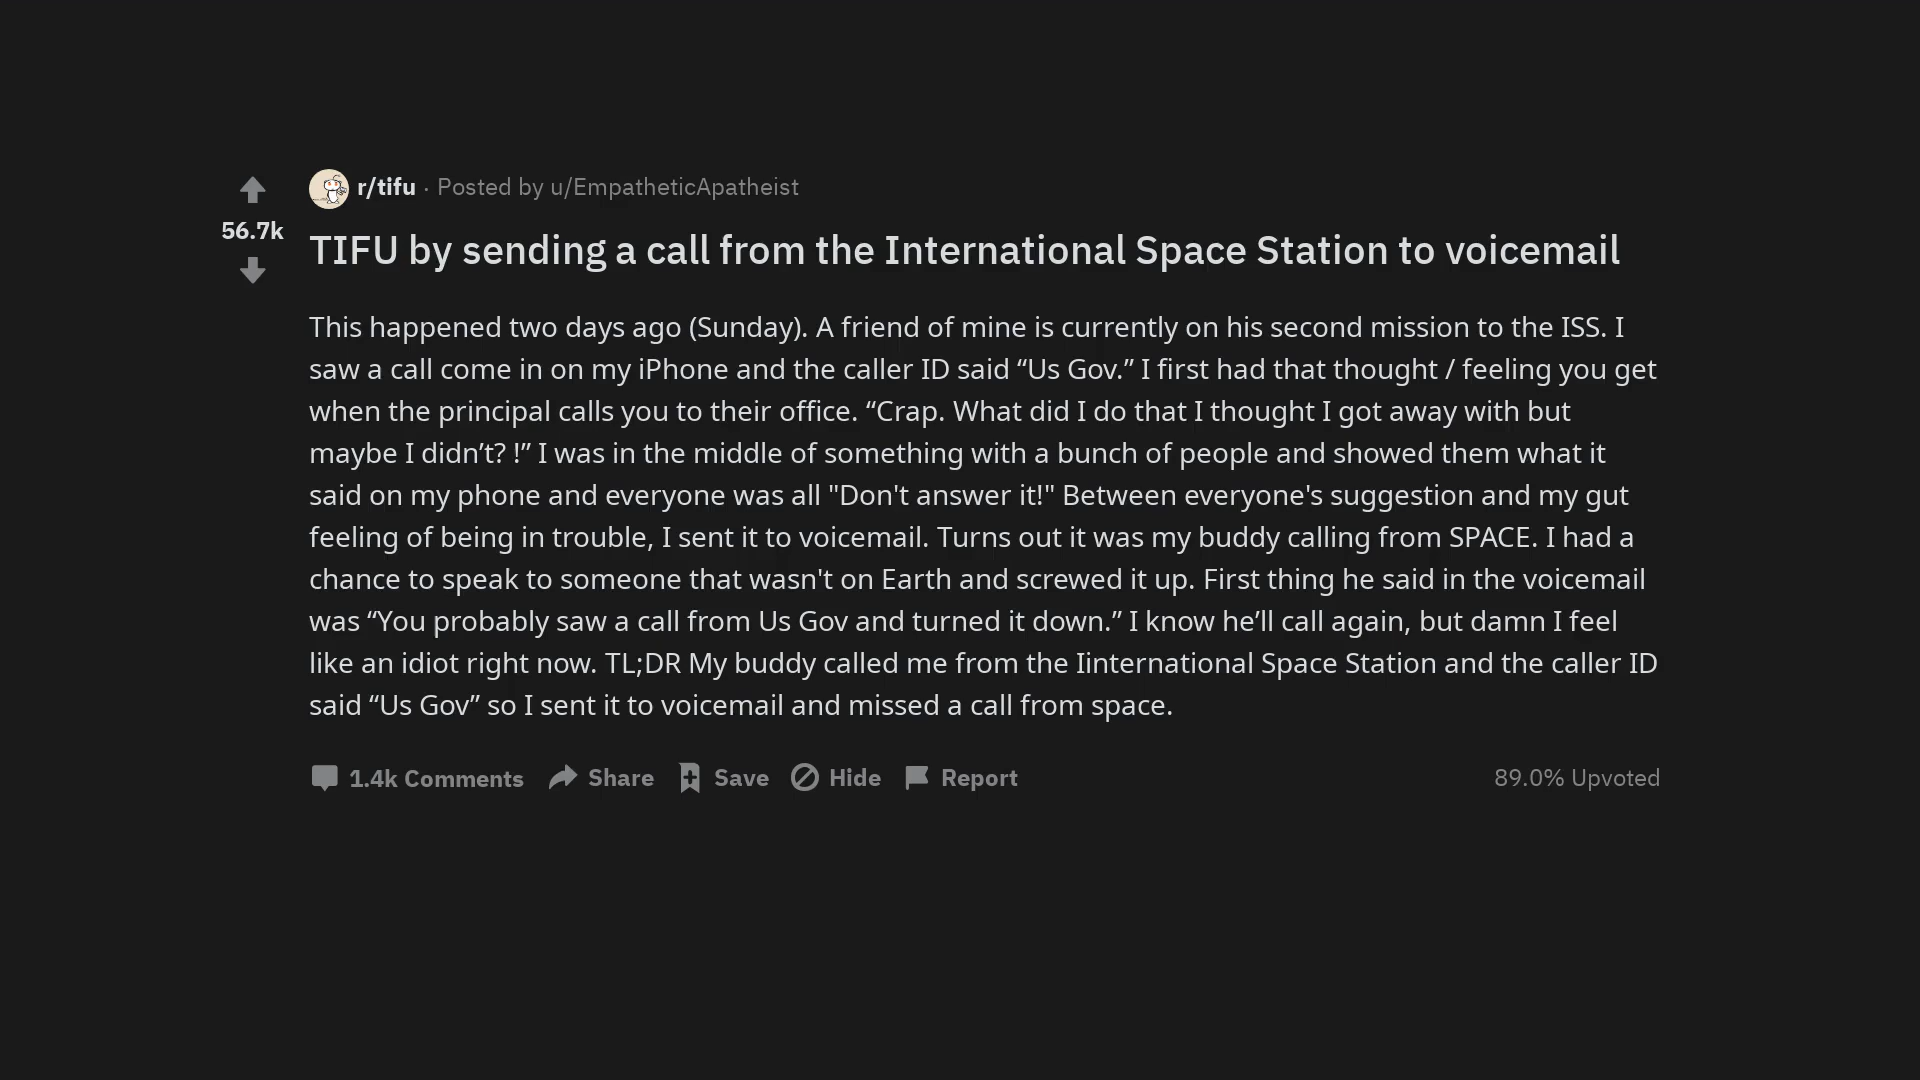 r/tifu · Posted by u/EmpatheticApatheist
56.7k
TIFU by sending a call from the International Space Station to voicemail
This happened two days ago (Sunday). A friend of mine is currently on his second mission to the ISS. I
saw a call come in on my iPhone and the caller ID said “Us Gov.” I first had that thought / feeling you get
when the principal calls you to their office. “Crap. What did I do that I thought I got away with but
maybe I didn’t? !” I was in the middle of something with a bunch of people and showed them what it
said on my phone and everyone was all "Don't answer it!" Between everyone's suggestion and my gut
feeling of being in trouble, I sent it to voicemail. Turns out it was my buddy calling from SPACE. I had a
chance to speak to someone that wasn't on Earth and screwed it up. First thing he said in the voicemail
was “You probably saw a call from Us Gov and turned it down.” I know he’ll call again, but damn I feel
like an idiot right now. TL;DR My buddy called me from the Iinternational Space Station and the caller ID
said “Us Gov” so I sent it to voicemail and missed a call from space.
1.4k Comments Share Save Hide Report 89.0% Upvoted